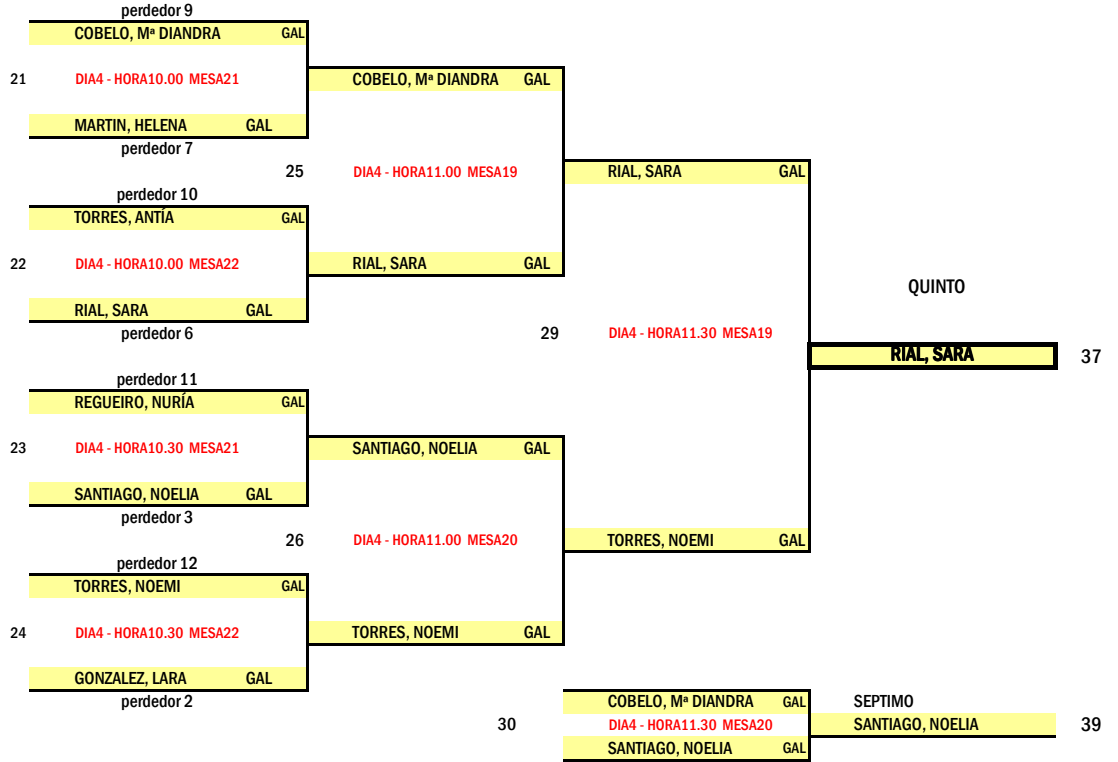 perdedor 9
COBELO, Mª DIANDRA GAL
21 DIA4 - HORA10.00 MESA21 COBELO, Mª DIANDRA GAL
MARTIN, HELENA GAL
perdedor 7
25 DIA4 - HORA11.00 MESA19 RIAL, SARA GAL
perdedor 10
TORRES, ANTÍA GAL
22 DIA4 - HORA10.00 MESA22 RIAL, SARA GAL
QUINTO
RIAL, SARA GAL
perdedor 6
29 DIA4 - HORA11.30 MESA19
RIAL, SARA 37
perdedor 11
REGUEIRO, NURÍA GAL
23 DIA4 - HORA10.30 MESA21 SANTIAGO, NOELIA GAL
SANTIAGO, NOELIA GAL
perdedor 3
26 DIA4 - HORA11.00 MESA20 TORRES, NOEMI GAL
perdedor 12
TORRES, NOEMI GAL
24 DIA4 - HORA10.30 MESA22 TORRES, NOEMI GAL
GONZALEZ, LARA GAL
perdedor 2
COBELO, Mª DIANDRA GAL SEPTIMO
30 DIA4 - HORA11.30 MESA20 SANTIAGO, NOELIA 39
SANTIAGO, NOELIA GAL